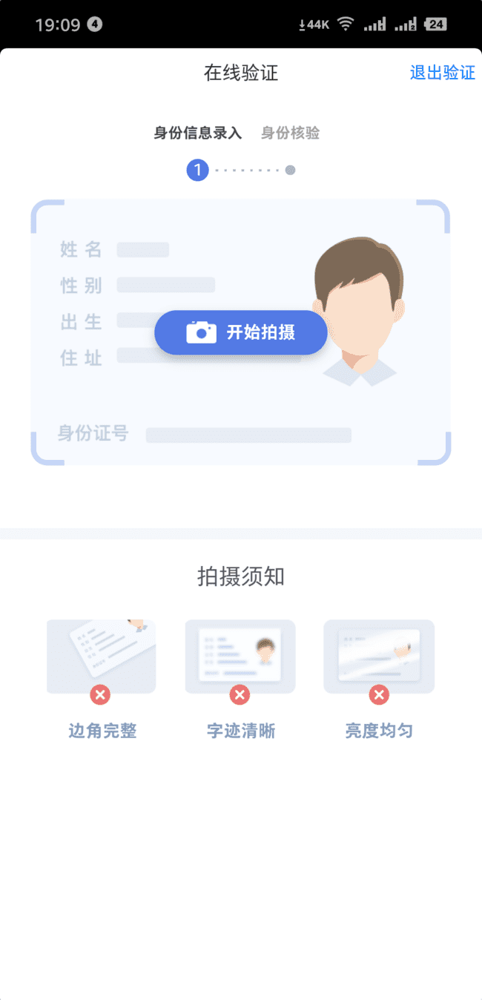 19:09 4 44K 24
在线验证 退出验证
身份信息录入 身份核验
1
姓名
性别
出生
开始拍摄
住址
身份证号
拍摄须知
边角完整 字迹清晰 亮度均匀